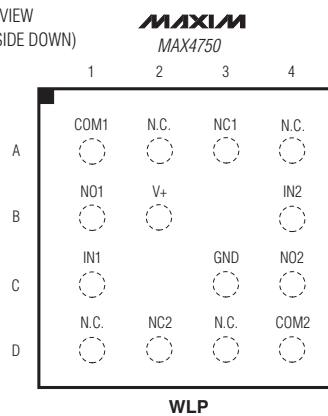 VIEW
SIDE DOWN)
MAXIM
MAX4750
1 2 3 4
A COM1 N.C. NC1 N.C.
B NO1 V+ IN2
C IN1 GND NO2
D N.C. NC2 N.C. COM2
WLP